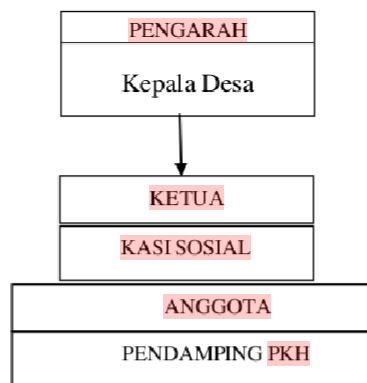 PENGARAH
Kepala Desa
KETUA
KASI SOSIAL
ANGGOTA
PENDAMPING PKH